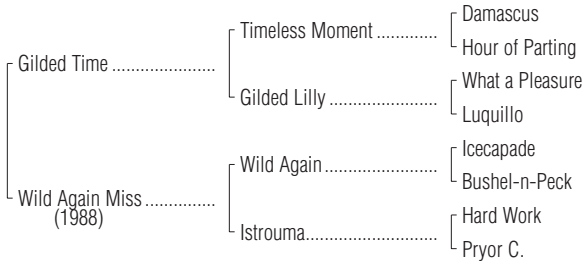 Damascus
Timeless Moment
Hour of Parting
Gilded Time
What a Pleasure
Gilded Lilly
Luquillo
Icecapade
Wild Again
Bushel-n-Peck
Wild Again Miss
(1988)
Hard Work
Istrouma
Pryor C.